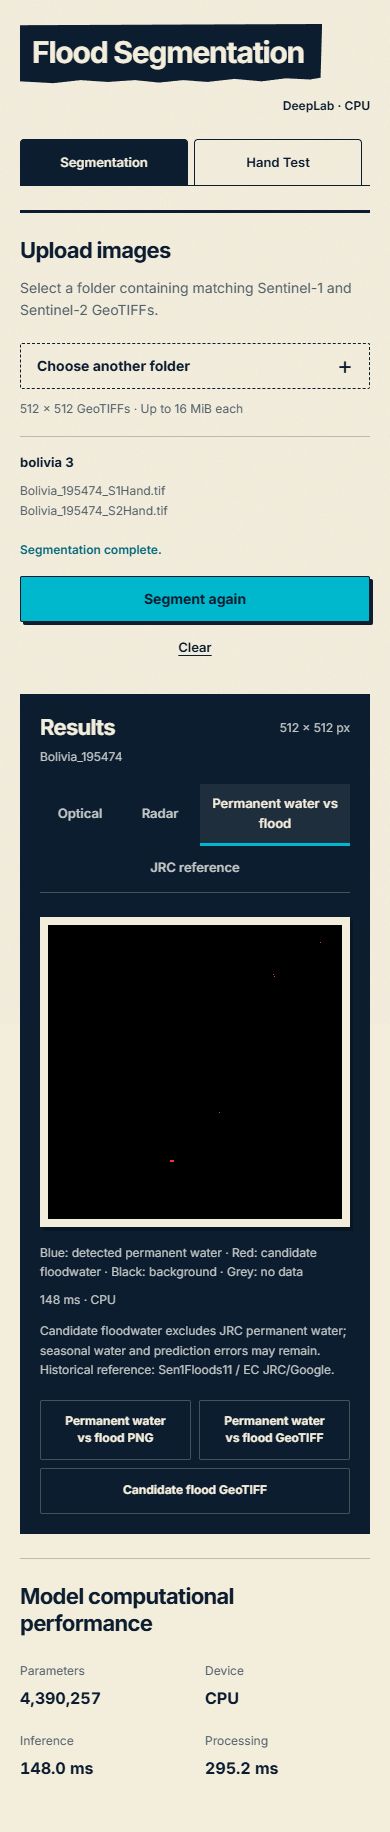 Flood Segmentation
DeepLab · CPU
Segmentation
Hand Test
Upload images
Select a folder containing matching Sentinel-1 and
Sentinel-2 GeoTIFFs.
Choose another folder +
512 × 512 GeoTIFFs · Up to 16 MiB each
bolivia 3
Bolivia_195474_S1Hand.tif
Bolivia_195474_S2Hand.tif
Segmentation complete.
Segment again
Clear
Results
512 × 512 px
Bolivia_195474
Optical
Radar
Permanent water vs
flood
JRC reference
Blue: detected permanent water · Red: candidate
floodwater · Black: background · Grey: no data
148 ms · CPU
Candidate floodwater excludes JRC permanent water;
seasonal water and prediction errors may remain.
Historical reference: Sen1Floods11 / EC JRC/Google.
Permanent water
vs flood PNG
Permanent water
vs flood GeoTIFF
Candidate flood GeoTIFF
Model computational
performance
Parameters
4,390,257
Device
CPU
Inference
148.0 ms
Processing
295.2 ms